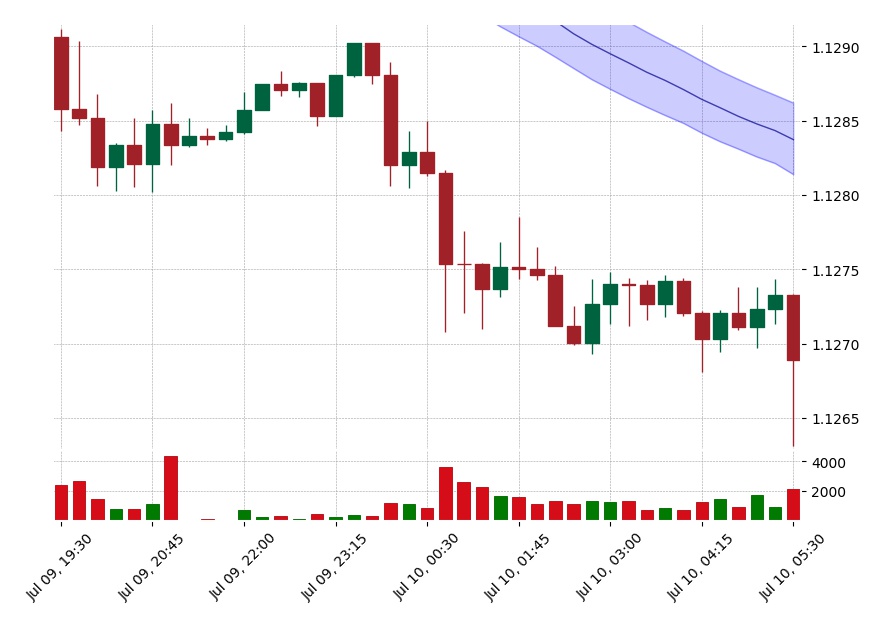 1.1290
1.1285
1.1280
1.1275
1.1270
1.1265
4000
2000
Jul 09, 19:30
Jul 09, 20:45
Jul 09, 22:00
Jul 09, 23:15
Jul 10, 00:30
Jul 10, 01:45
Jul 10, 03:00
Jul 10, 04:15
Jul 10, 05:30